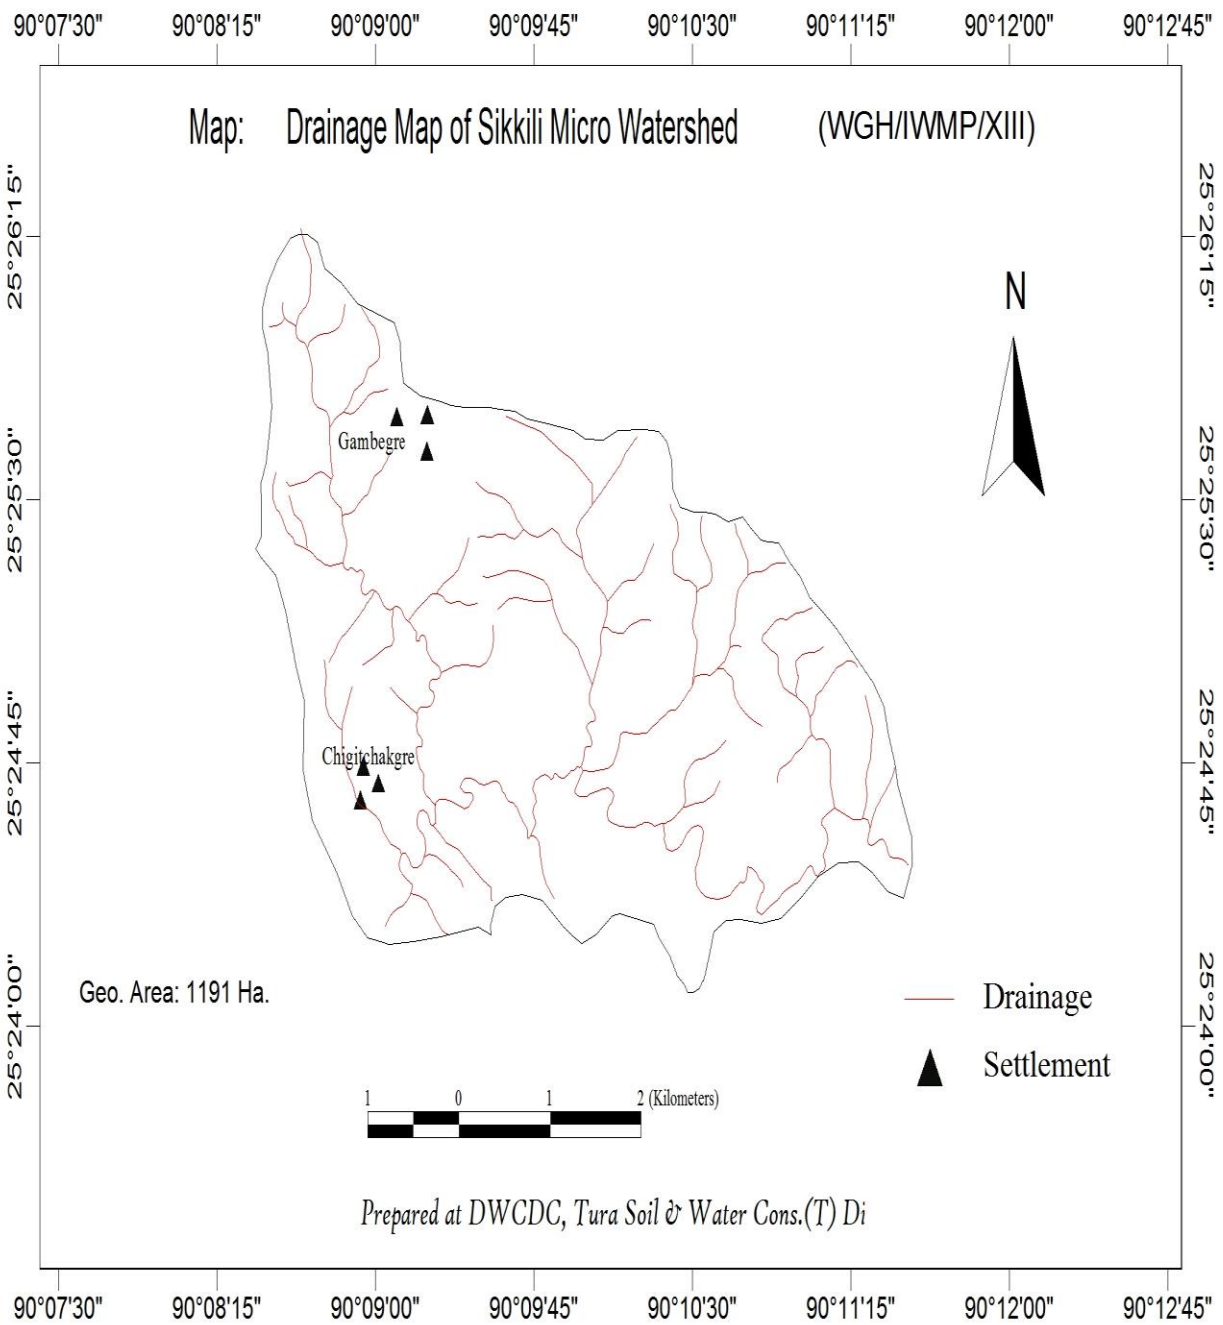 90°07'30" 90°08'15" 90°09'00" 90°09'45" 90°10'30" 90°11'15" 90°12'00" 90°12'45"
Map: Drainage Map of Sikkili Micro Watershed (WGH/IWMP/XIII)
25°26'15" 25°26'15"
N
Gambegre
25°25'30" 25°25'30"
25°24'45" 25°24'45"
Chigitchakgre
Geo. Area: 1191 Ha.
25°24'00" 25°24'00"
Drainage
Settlement
1 0 1 2 (Kilometers)
Prepared at DWCDC, Tura Soil & Water Cons.(T) Di
90°07'30" 90°08'15" 90°09'00" 90°09'45" 90°10'30" 90°11'15" 90°12'00" 90°12'45"